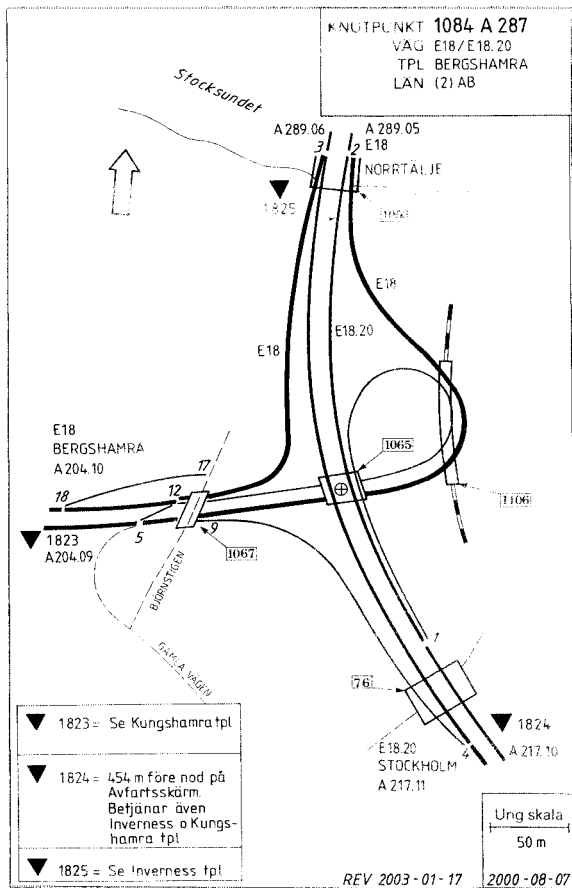 KNUTPUNKT 1084 A 287
VÄG E18/E18.20
TPL BERGSHAMRA
LÄN (2) AB
Stocksundet
A 289.06
A 289.05
3
2
E18
NORRTÄLJE
1825
E18
E18.20
E18
E18
BERGSHAMRA
A 204.10
17
1065
18
12
1106
1823
A204.09
5
9
1067
BJÖRNSTIGEN
GAMLA VÄGEN
1
76
1824
A 217.10
E18.20
STOCKHOLM
A 217.11
4
1823 = Se Kungshamra tpl
1824 = 454 m före nod på
Avfartsskärm.
Betjänar även
Inverness o Kungs-
hamra tpl
1825 = Se Inverness tpl
Ung skala
50 m
REV 2003-01-17
2000-08-07